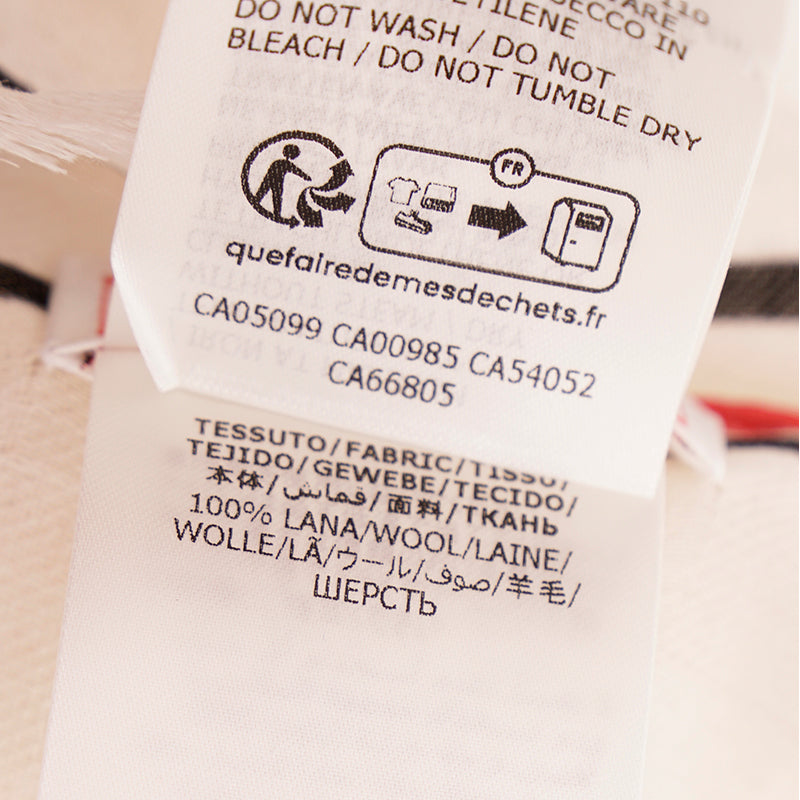 DO NOT WASH / DO NOT
BLEACH / DO NOT TUMBLE DRY
FR
quefairedemesdechets.fr
CA05099 CA00985 CA54052
CA66805
TESSUTO/FABRIC/TISSU/
TEJIDO/GEWEBE/TECIDO/
本体/قماش/面料/ТКАНЬ
100% LANA/WOOL/LAINE/
WOLLE/LÃ/ウール/صوف/羊毛/
ШЕРСТЬ